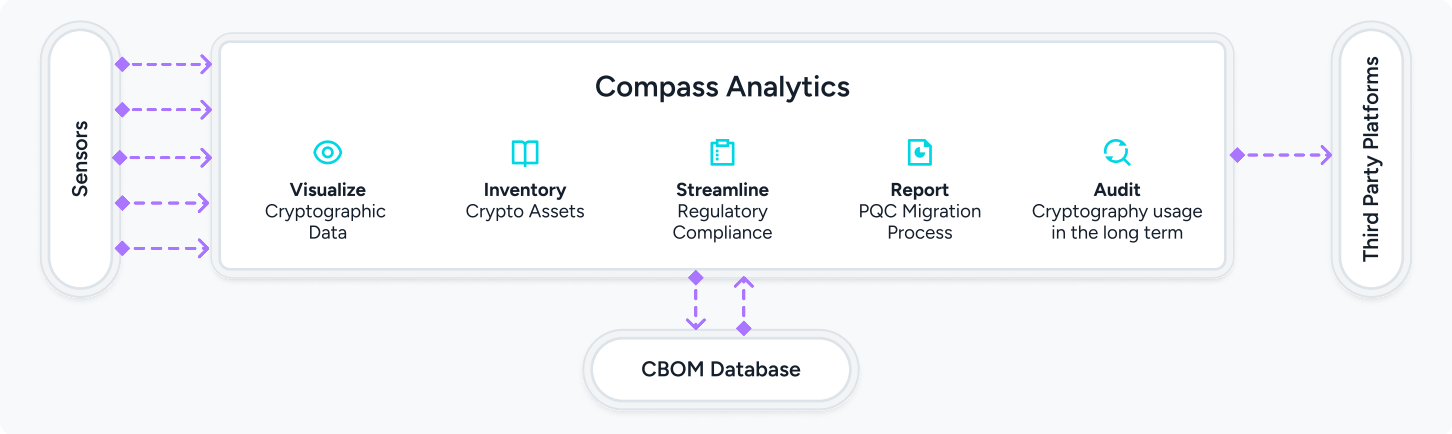 Sensors
Compass Analytics
Visualize
Cryptographic
Data
Inventory
Crypto Assets
Streamline
Regulatory
Compliance
Report
PQC Migration
Process
Audit
Cryptography usage
in the long term
Third Party Platforms
CBOM Database